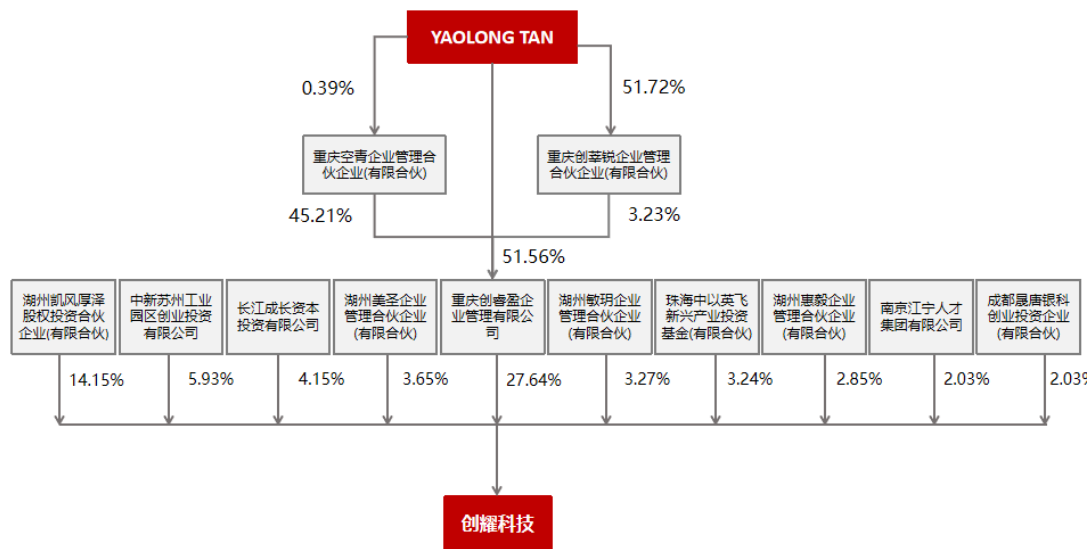 YAOLONG TAN
0.39%
51.72%
重庆空青企业管理合
伙企业(有限合伙)
重庆创莘锐企业管理
合伙企业(有限合伙)
45.21%
3.23%
51.56%
湖州凯风厚泽
股权投资合伙
企业(有限合伙)
中新苏州工业
园区创业投资
有限公司
长江成长资本
投资有限公司
湖州美圣企业
管理合伙企业
(有限合伙)
重庆创睿盈企
业管理有限公
司
湖州敏玥企业
管理合伙企业
(有限合伙)
珠海中以英飞
新兴产业投资
基金(有限合伙)
湖州惠毅企业
管理合伙企业
(有限合伙)
南京江宁人才
集团有限公司
成都晟唐银科
创业投资企业
(有限合伙)
14.15%
5.93%
4.15%
3.65%
27.64%
3.27%
3.24%
2.85%
2.03%
2.03%
创耀科技